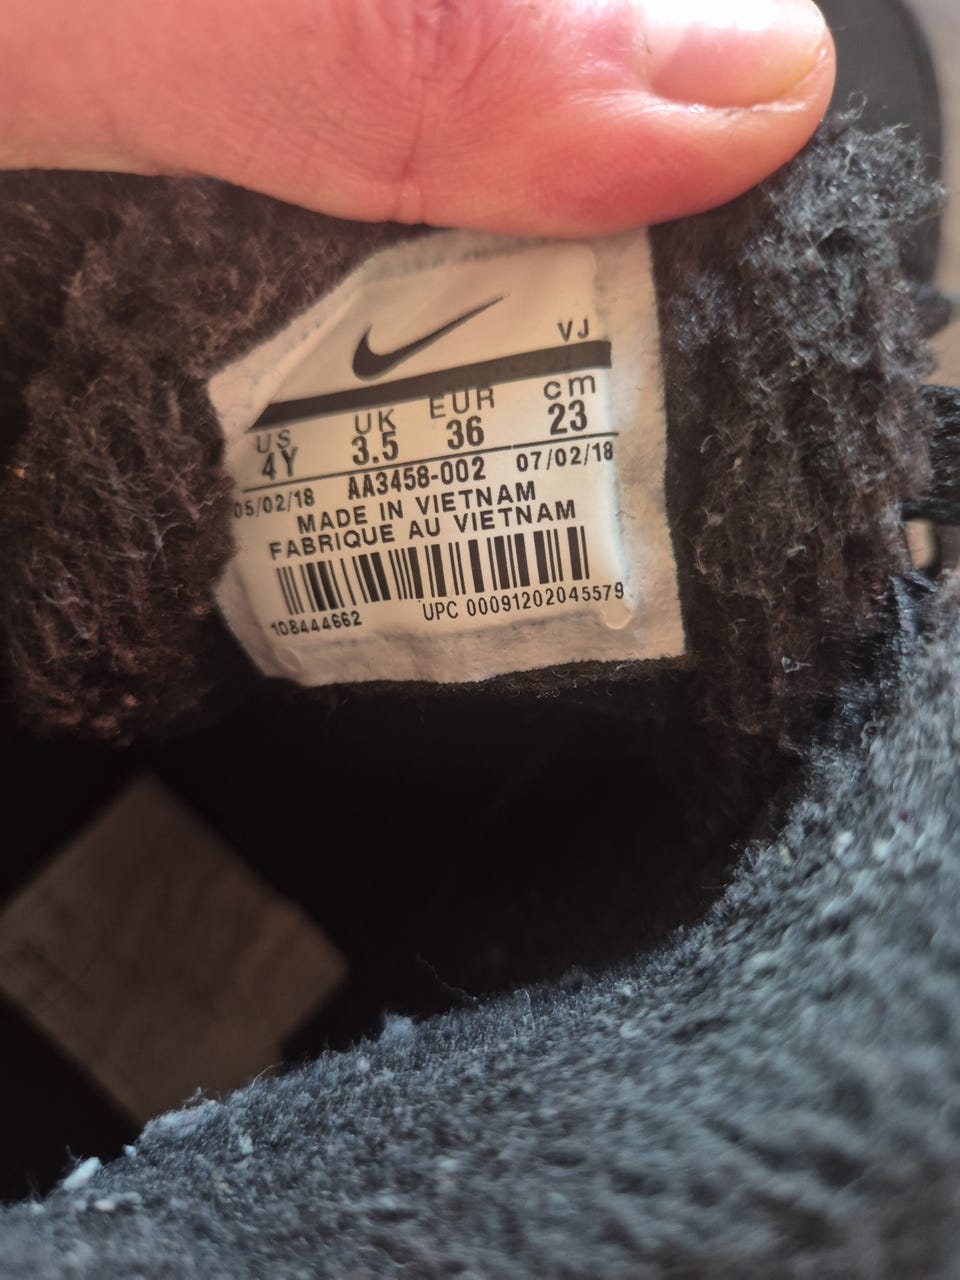 VJ
US UK EUR cm
4Y 3.5 36 23
05/02/18 AA3458-002 07/02/18
MADE IN VIETNAM
FABRIQUE AU VIETNAM
108444662 UPC 00091202045579